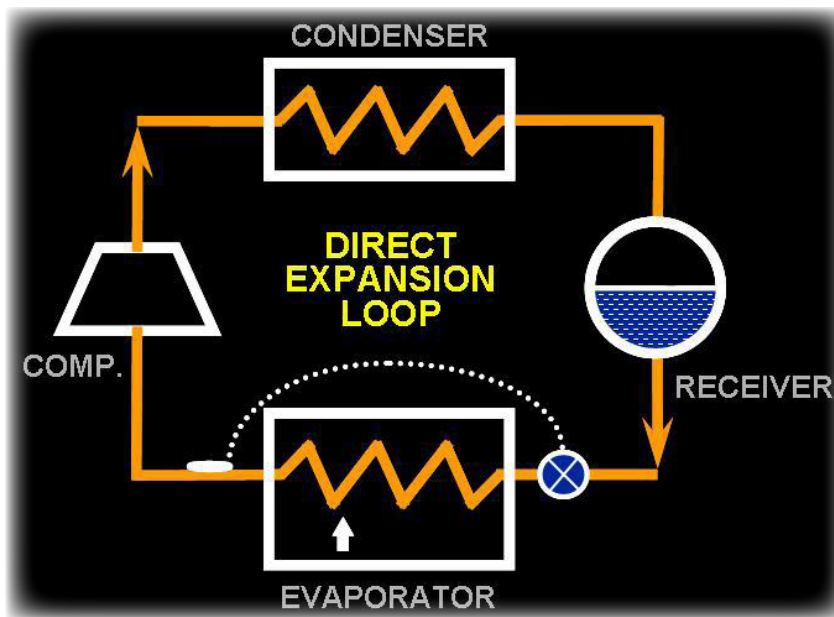 CONDENSER
DIRECT
EXPANSION
LOOP
COMP.
RECEIVER
EVAPORATOR